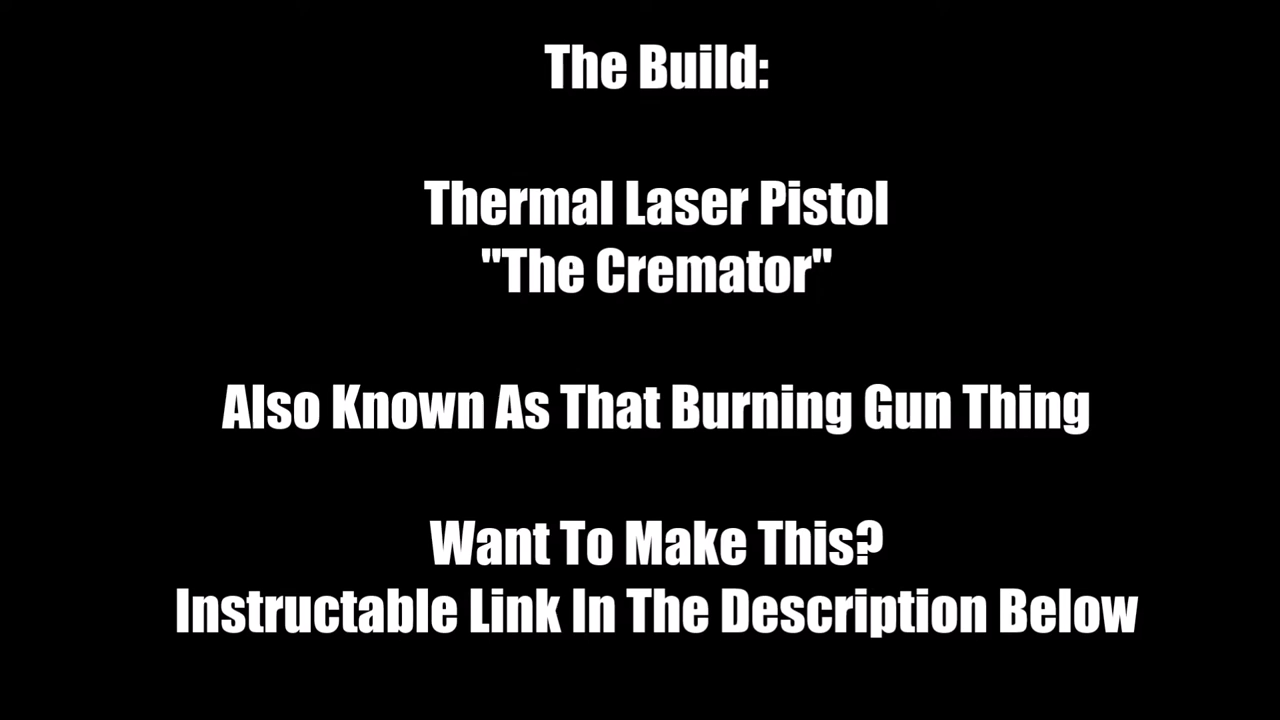 The Build:
Thermal Laser Pistol
"The Cremator"
Also Known As That Burning Gun Thing
Want To Make This?
Instructable Link In The Description Below